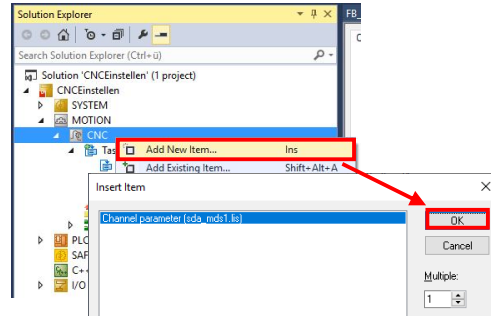 Solution Explorer
FB_
Search Solution Explorer (Ctrl+ü)
Solution 'CNCEinstellen' (1 project)
CNCEinstellen
SYSTEM
MOTION
CNC
Tas
Add New Item... Ins
Add Existing Item... Shift+Alt+A
Insert Item
Channel parameter (sda_mds1.lis)
OK
PLC
Cancel
SAF
C++
Multiple:
I/O
1